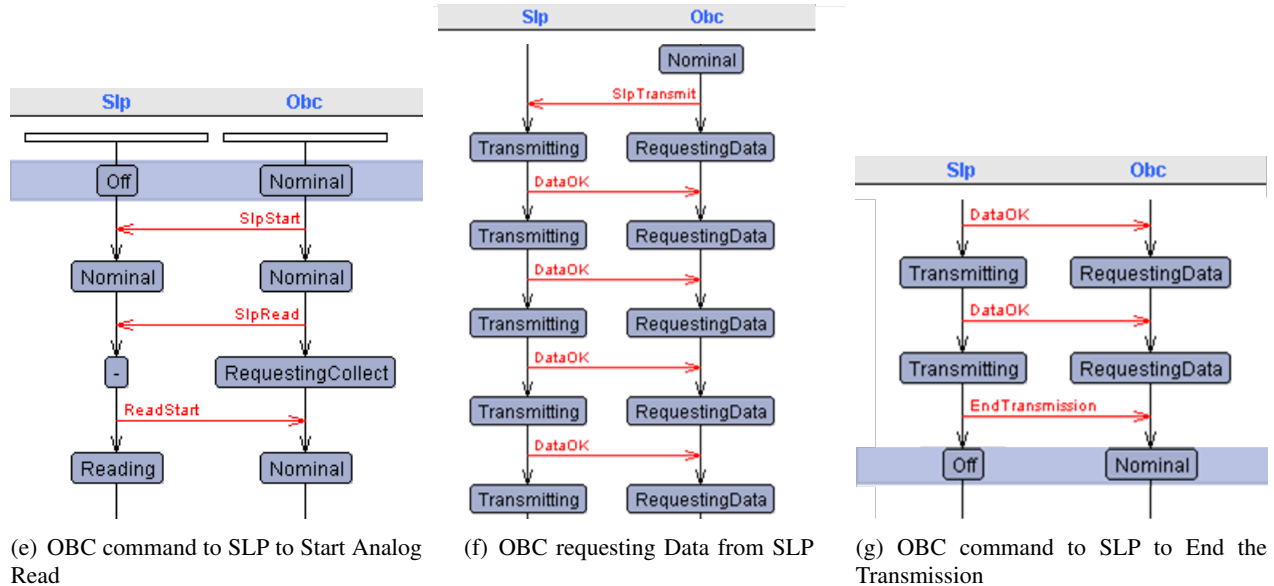 Slp Obc
Off Nominal
SlpStart
Nominal Nominal
SlpRead
- RequestingCollect
ReadStart
Reading Nominal
(e) OBC command to SLP to Start Analog
Read
Slp Obc
Nominal
SlpTransmit
Transmitting RequestingData
DataOK
Transmitting RequestingData
DataOK
Transmitting RequestingData
DataOK
Transmitting RequestingData
DataOK
Transmitting RequestingData
(f) OBC requesting Data from SLP
Slp Obc
DataOK
Transmitting RequestingData
DataOK
Transmitting RequestingData
EndTransmission
Off Nominal
(g) OBC command to SLP to End the
Transmission